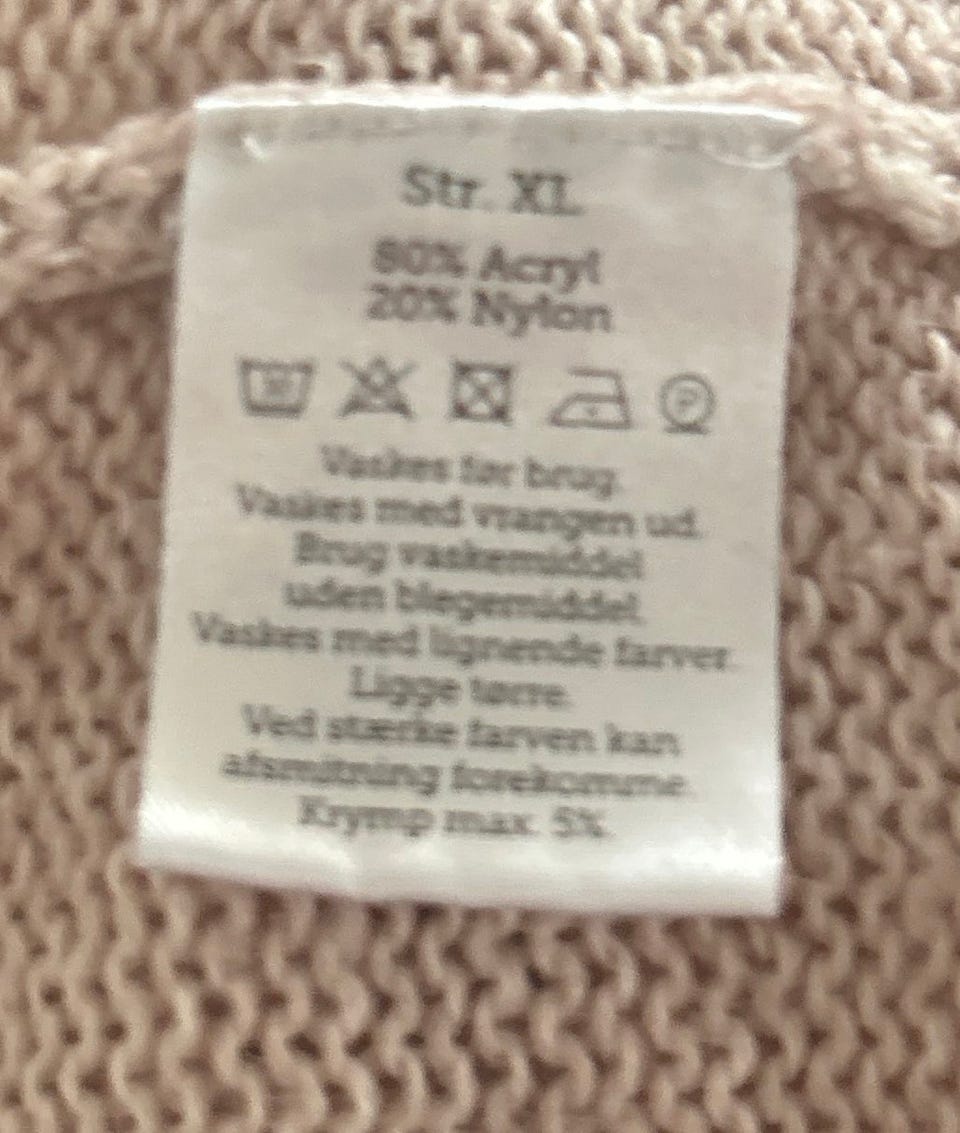 Str. XL
80% Acryl
20% Nylon
P
Vaskes før brug.
Vaskes med vrangen ud.
Brug vaskemiddel
uden blegemiddel.
Vaskes med lignende farver.
Ligge tørre.
Ved stærke farven kan
afsmitning forekomme.
Krymp max. 5%